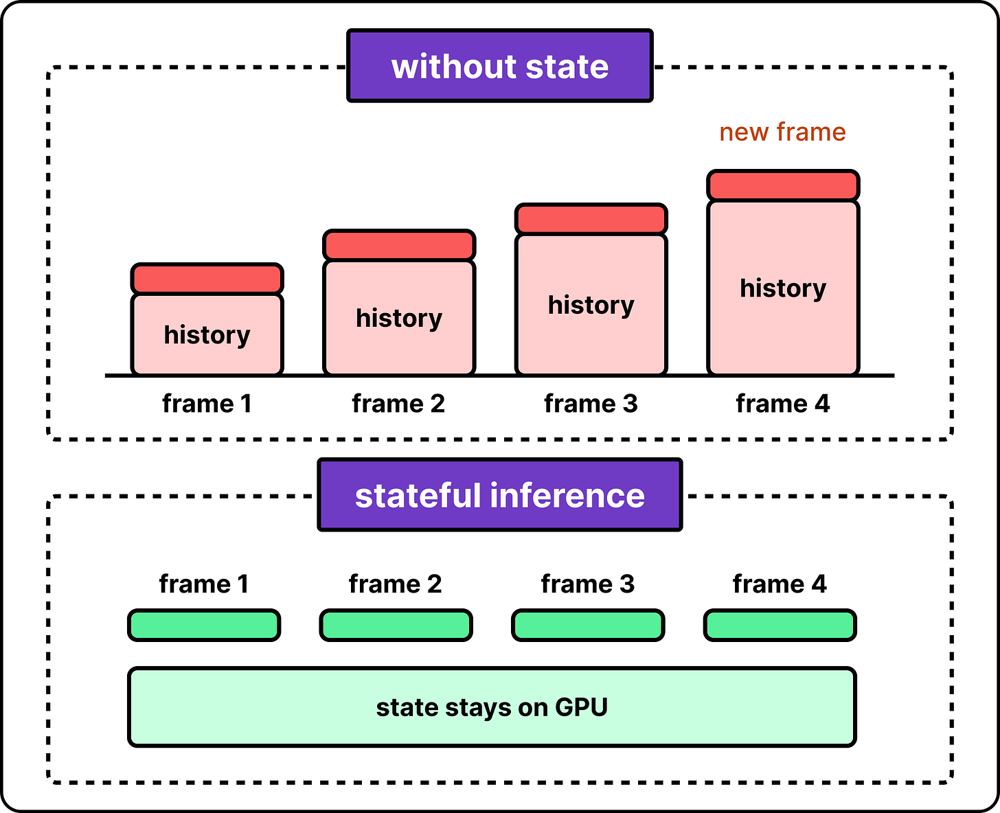 without state
new frame
history
history
history
history
frame 1
frame 2
frame 3
frame 4
stateful inference
frame 1
frame 2
frame 3
frame 4
state stays on GPU